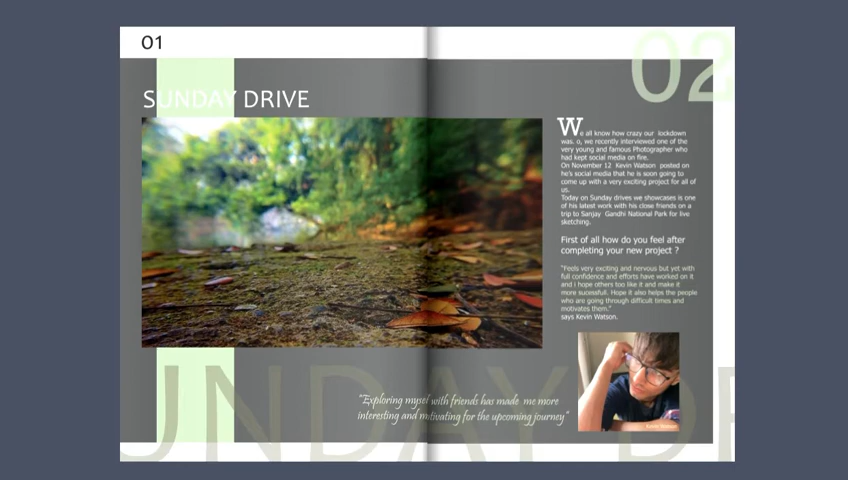 01
02
SUNDAY DRIVE
We all know how crazy our lockdown
was. o, we recently interviewed one of the
very young and famous Photographer who
had kept social media on fire.
On November 12 Kevin Watson posted on
he's social media that he is soon going to
come up with a very exciting project for all of
us.
Today on Sunday drives we showcases is one
of his latest work with his close friends on a
trip to Sanjay Gandhi National Park for live
sketching.
First of all how do you feel after
completing your new project ?
"Feels very exciting and nervous but yet with
full confidence and efforts have worked on it
and i hope others too like it and make it
more sucessfull. Hope it also helps the people
who are going through difficult times and
motivates them."
says Kevin Watson.
"Exploring mysel with friends has made me more
interesting and motivating for the upcoming journey"
Kevin Watson
UNDAY DR